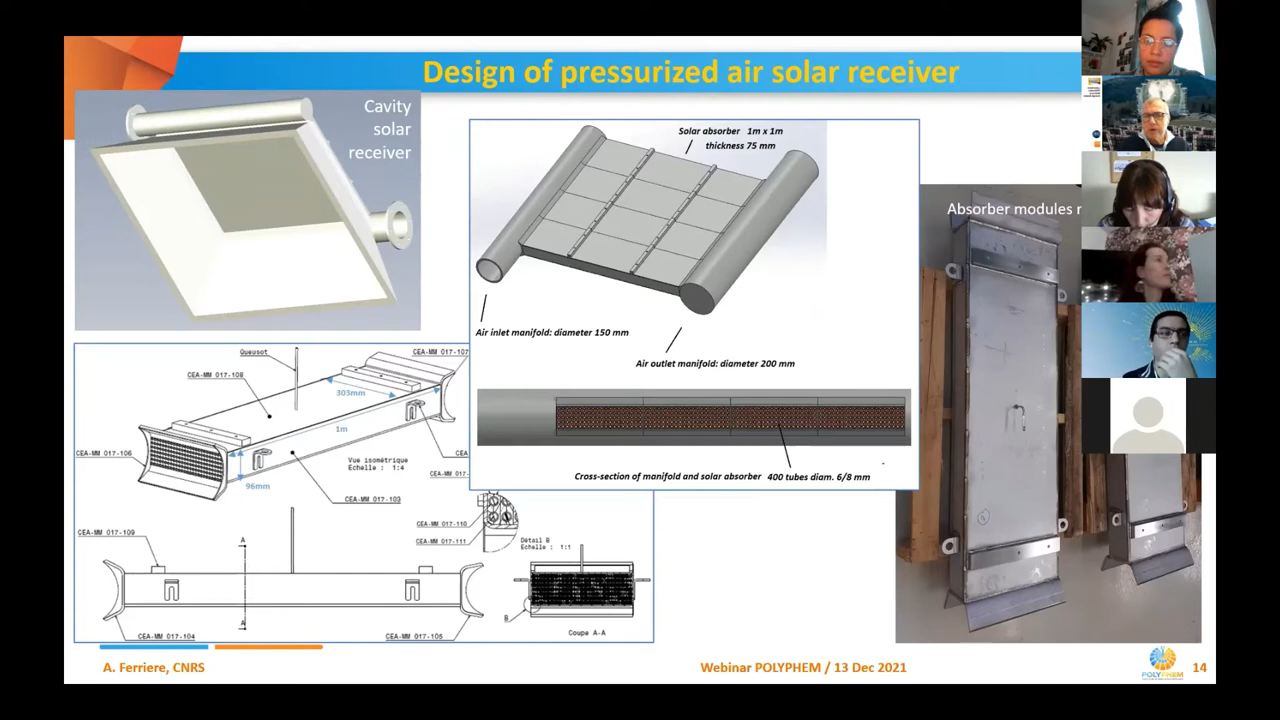 Design of pressurized air solar receiver
Cavity
solar
receiver
Solar absorber 1m x 1m
thickness 75 mm
Air inlet manifold: diameter 150 mm
Air outlet manifold: diameter 200 mm
Cross-section of manifold and solar absorber 400 tubes diam. 6/8 mm
Absorber modules
Queusot
CEA-MM 017-107
CEA-MM 017-108
303mm
1m
CEA-MM 017-106
96mm
Vue isométrique
Echelle : 1:4
CEA
CEA-MM 017-
CEA-MM 017-103
CEA-MM 017-110
CEA-MM 017-111
CEA-MM 017-109
A
A
Détail B
Echelle : 1:1
B
Coupe A-A
CEA-MM 017-104
CEA-MM 017-105
A. Ferriere, CNRS
Webinar POLYPHEM / 13 Dec 2021
POLYPHEM
14